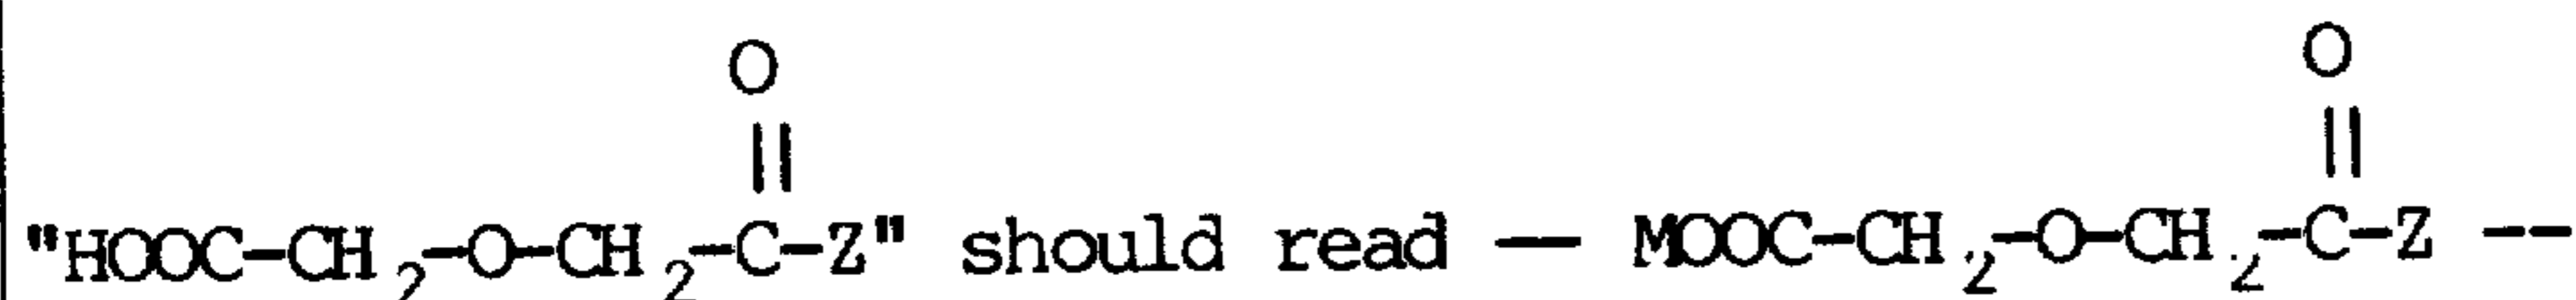 O O
|| ||
"HOOC-CH2-O-CH2-C-Z" should read — MOOC-CH2-O-CH2-C-Z --